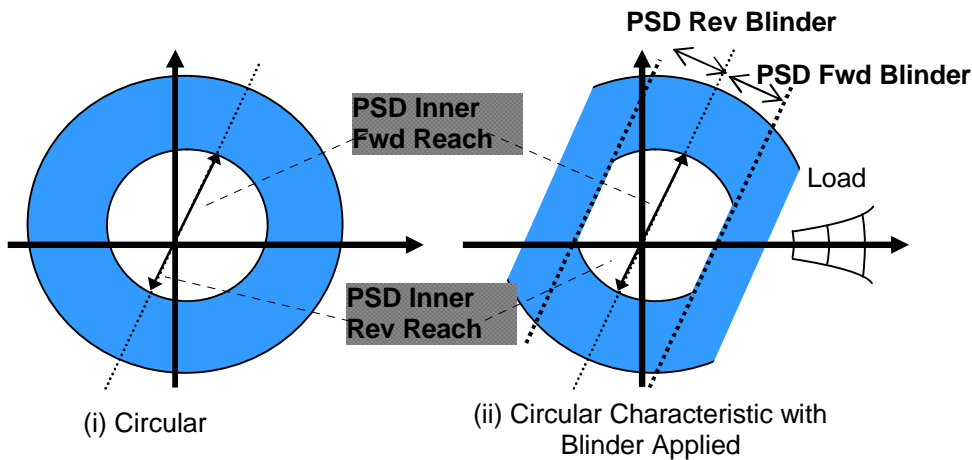 PSD Rev Blinder
PSD Fwd Blinder
PSD Inner
Fwd Reach
Load
PSD Inner
Rev Reach
(i) Circular
(ii) Circular Characteristic with
Blinder Applied